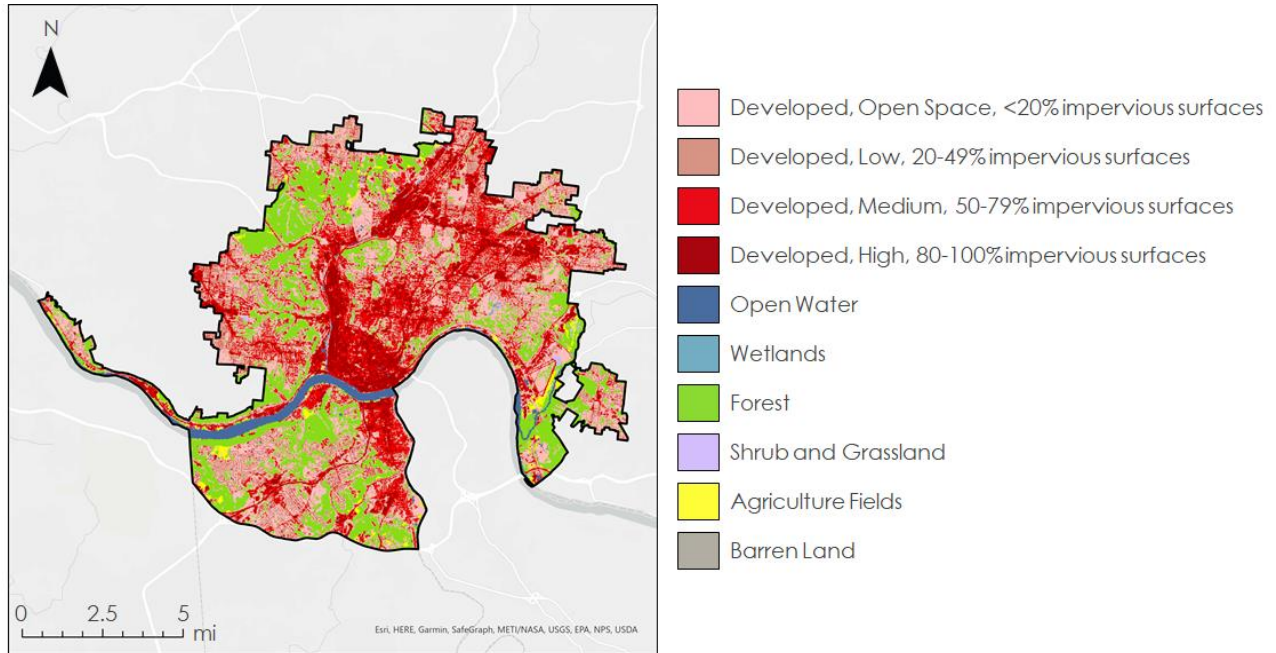 N
0 2.5 5
mi
Esri, HERE, Garmin, SafeGraph, METI/NASA, USGS, EPA, NPS, USDA
Developed, Open Space, <20% impervious surfaces
Developed, Low, 20-49% impervious surfaces
Developed, Medium, 50-79% impervious surfaces
Developed, High, 80-100% impervious surfaces
Open Water
Wetlands
Forest
Shrub and Grassland
Agriculture Fields
Barren Land